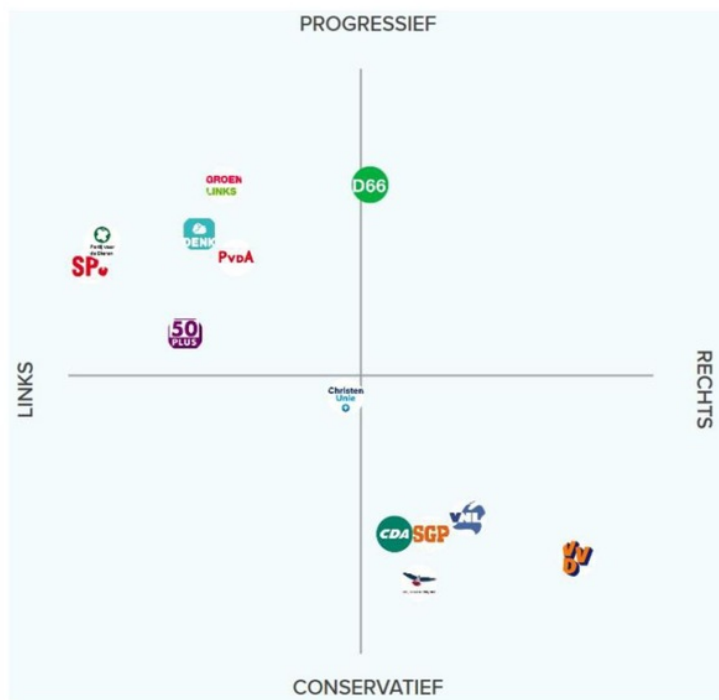 PROGRESSIEF
GROEN
LINKS
D66
DENK
Partij voor
de Dieren
SP
PvdA
50
PLUS
LINKS
RECHTS
Christen
Unie
CDA
SGP
VNL
VVD
CONSERVATIEF